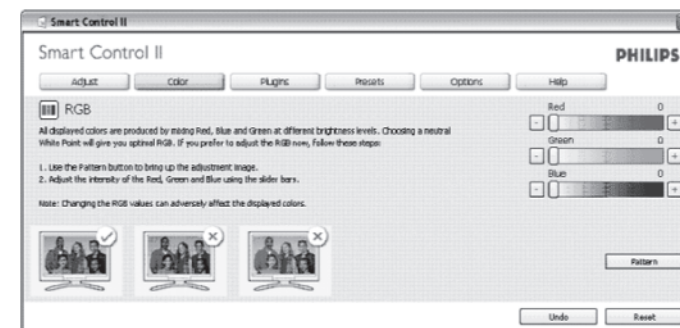 Smart Control II
Smart Control II
PHILIPS
Adjust Color Plugins Presets Options Help
RGB
All displayed colors are produced by mixing Red, Blue and Green at different brightness levels. Choosing a neutral
White Point will give you optimal RGB. If you prefer to adjust the RGB now, follow these steps:
1. Use the Pattern button to bring up the adjustment image.
2. Adjust the intensity of the Red, Green and Blue using the slider bars.
Note: Changing the RGB values can adversely affect the displayed colors.
Red 0
- +
Green 0
- +
Blue 0
- +
Pattern
Undo Reset